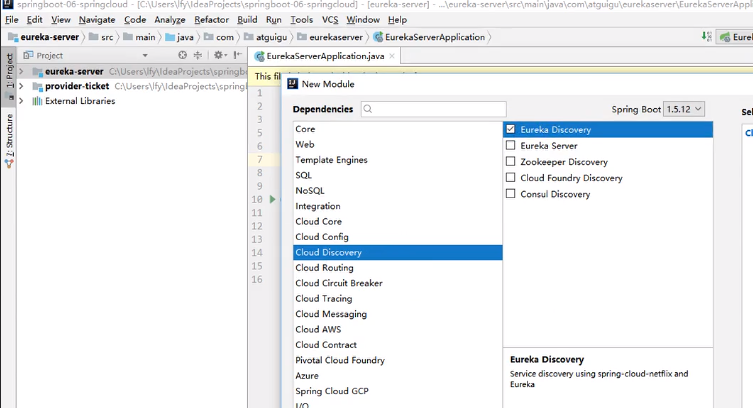 springboot-06-springcloud - [C:\Users\lfy\IdeaProjects\springboot-06-springcloud] - [eureka-server] - ...\eureka-server\src\main\java\com\atguigu\eurekaserver\EurekaServerApplication
File Edit View Navigate Code Analyze Refactor Build Run Tools VCS Window Help
eureka-server src main java com atguigu eurekaserver EurekaServerApplication Eurek
1: Project
Project
EurekaServerApplication.java
eureka-server C:\Users\lfy\IdeaProjects\springbo
This fil
provider-ticket C:\Users\lfy\IdeaProjects\springb
External Libraries
7: Structure
1
2
3
5
6
7
8
9
10
11
12
13
14
15
16
New Module
Dependencies
Spring Boot 1.5.12
Sel
Core
Web
Template Engines
SQL
NoSQL
Integration
Cloud Core
Cloud Config
Cloud Discovery
Cloud Routing
Cloud Circuit Breaker
Cloud Tracing
Cloud Messaging
Cloud AWS
Cloud Contract
Pivotal Cloud Foundry
Azure
Spring Cloud GCP
I/O
Eureka Discovery
Eureka Server
Zookeeper Discovery
Cloud Foundry Discovery
Consul Discovery
Cl
Eureka Discovery
Service discovery using spring-cloud-netflix and
Eureka